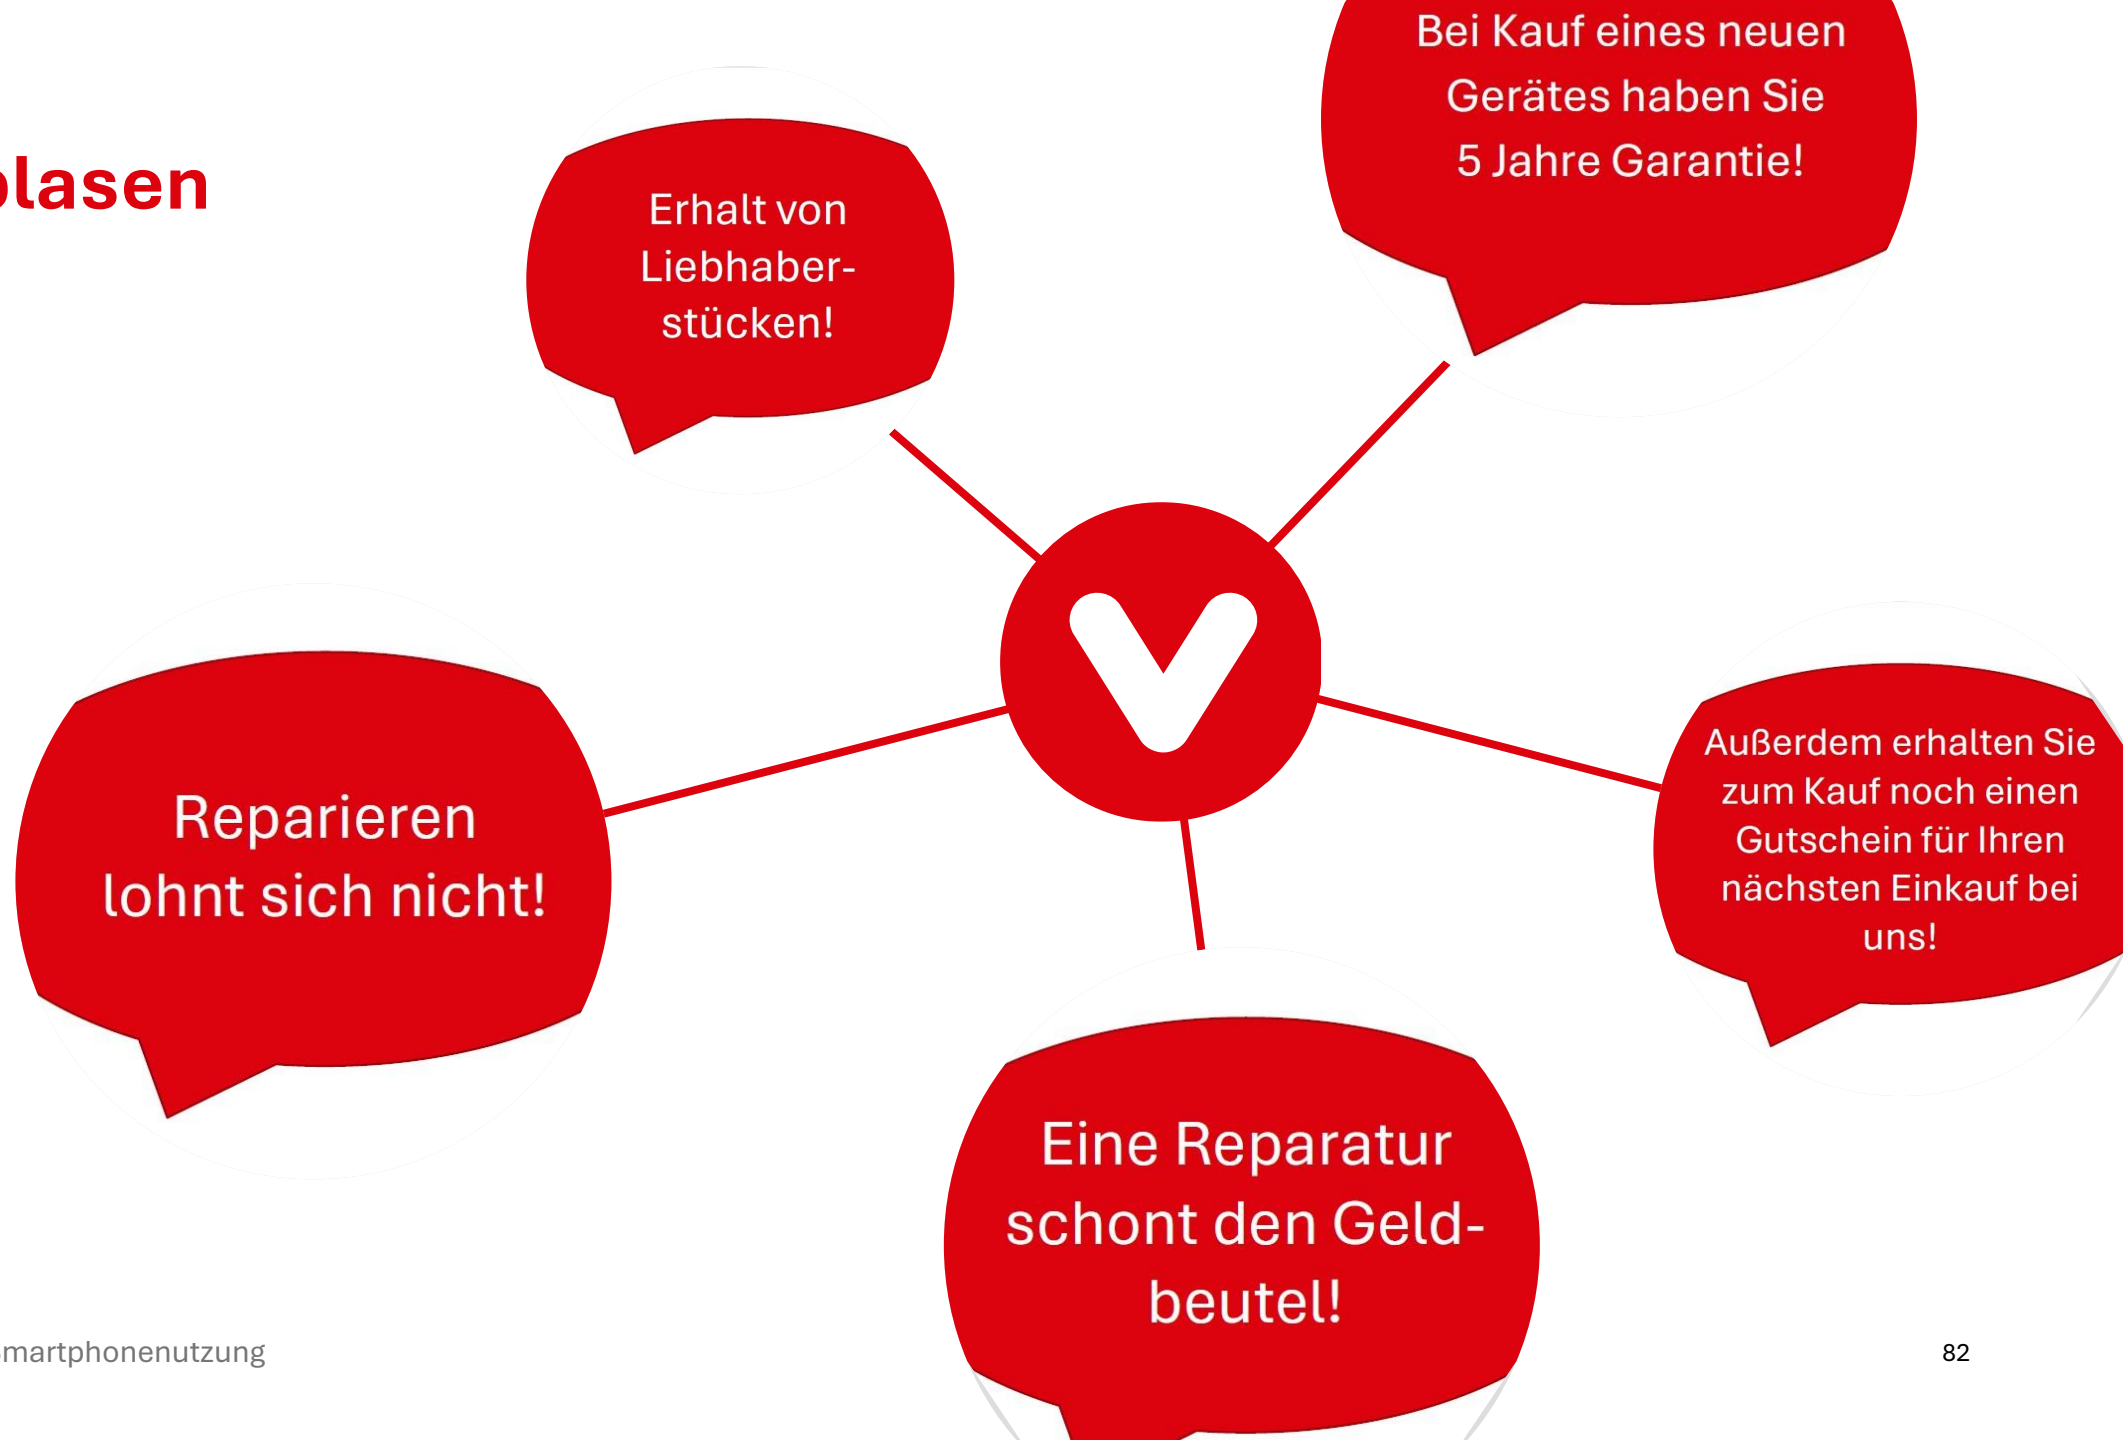 Bei Kauf eines neuen
Gerätes haben Sie
5 Jahre Garantie!
blasen
Erhalt von
Liebhaber-
stücken!
Reparieren
lohnt sich nicht!
Außerdem erhalten Sie
zum Kauf noch einen
Gutschein für Ihren
nächsten Einkauf bei
uns!
Eine Reparatur
schont den Geld-
beutel!
smartphonenutzung
82